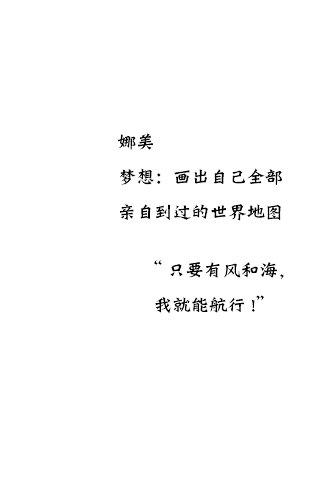 娜美
梦想：画出自己全部
亲自到过的世界地图
“只要有风和海，
我就能航行！”